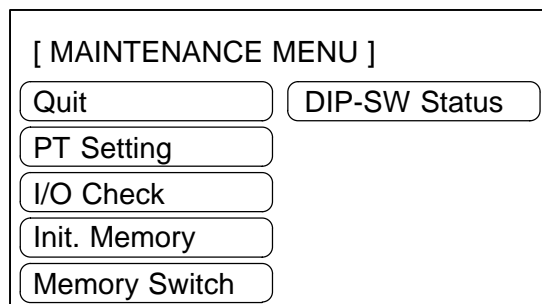 [ MAINTENANCE MENU ]
Quit
DIP-SW Status
PT Setting
I/O Check
Init. Memory
Memory Switch